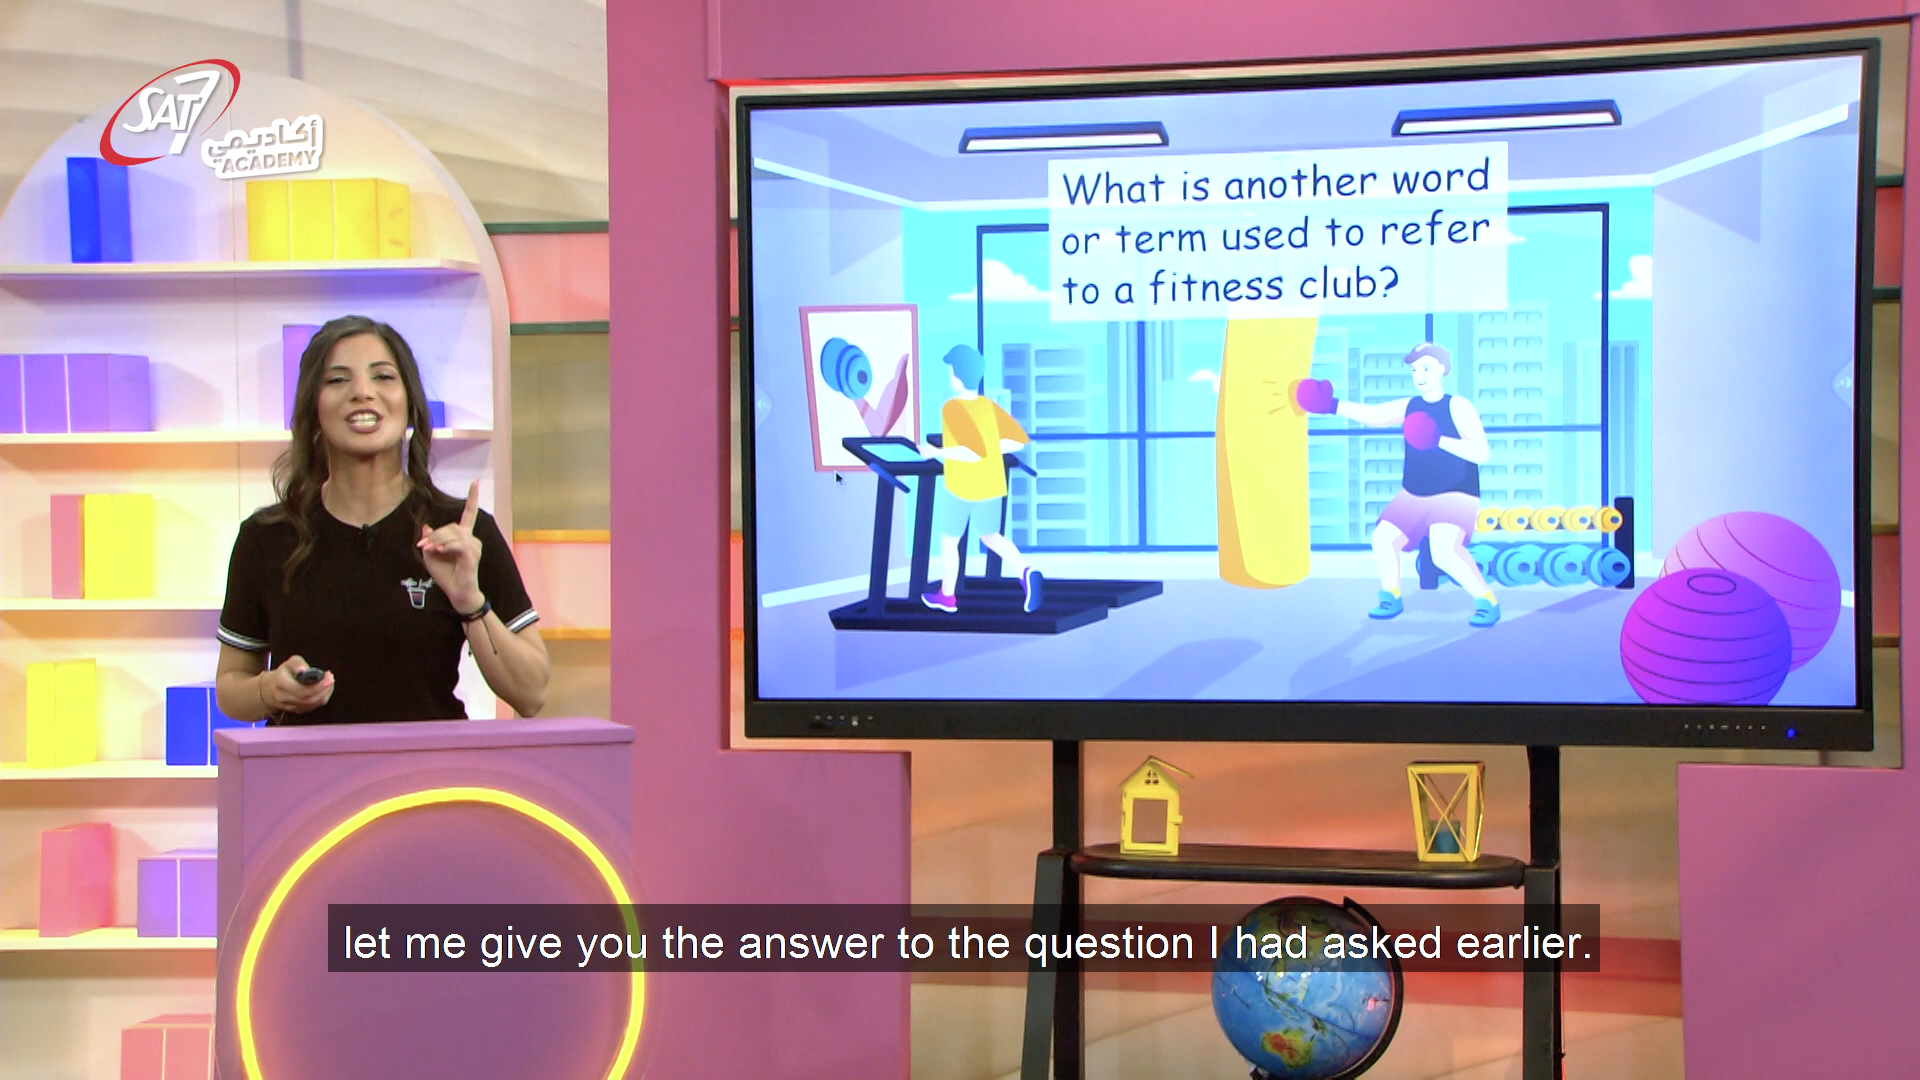 SAT7
أكاديمي
ACADEMY
What is another word
or term used to refer
to a fitness club?
let me give you the answer to the question I had asked earlier.